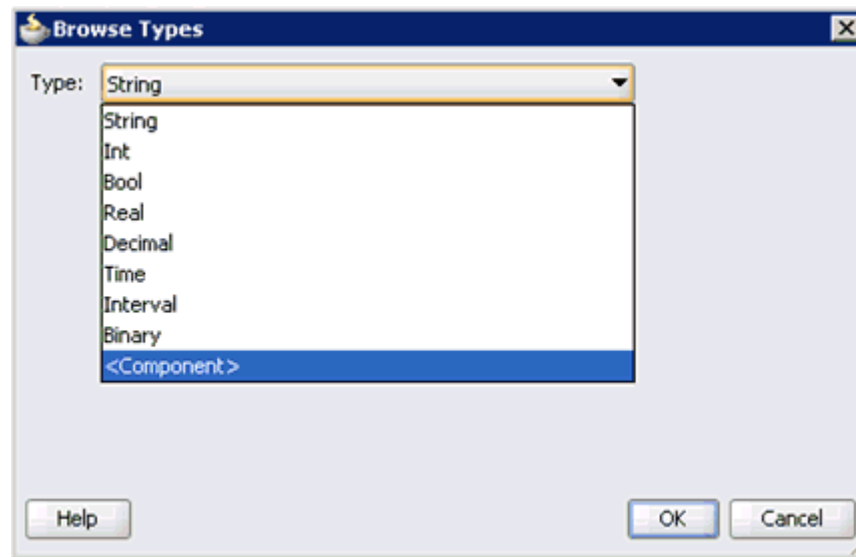 Browse Types
Type: String
String
Int
Bool
Real
Decimal
Time
Interval
Binary
<Component>
Help OK Cancel